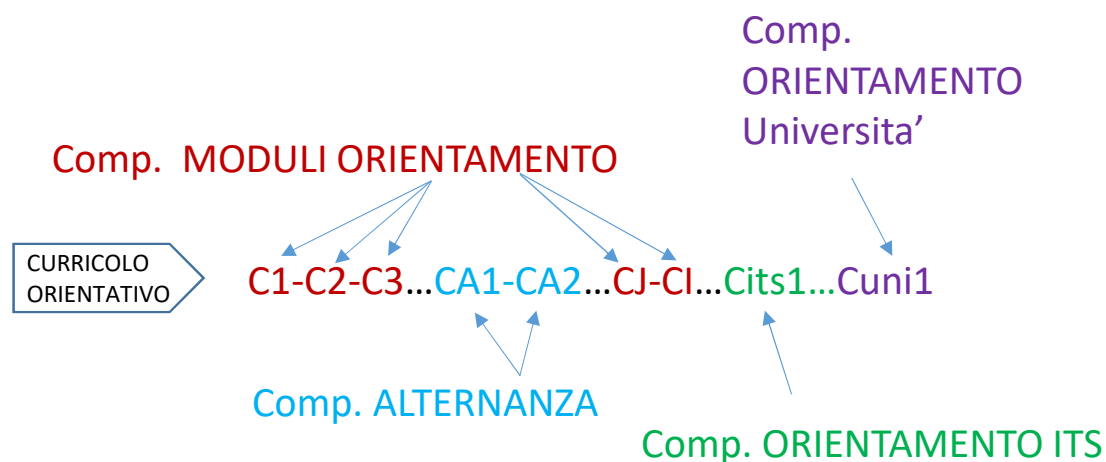 Comp.
ORIENTAMENTO
Universita’
Comp. MODULI ORIENTAMENTO
CURRICOLO
ORIENTATIVO
C1-C2-C3...CA1-CA2...CJ-CI...Cits1...Cuni1
Comp. ALTERNANZA
Comp. ORIENTAMENTO ITS